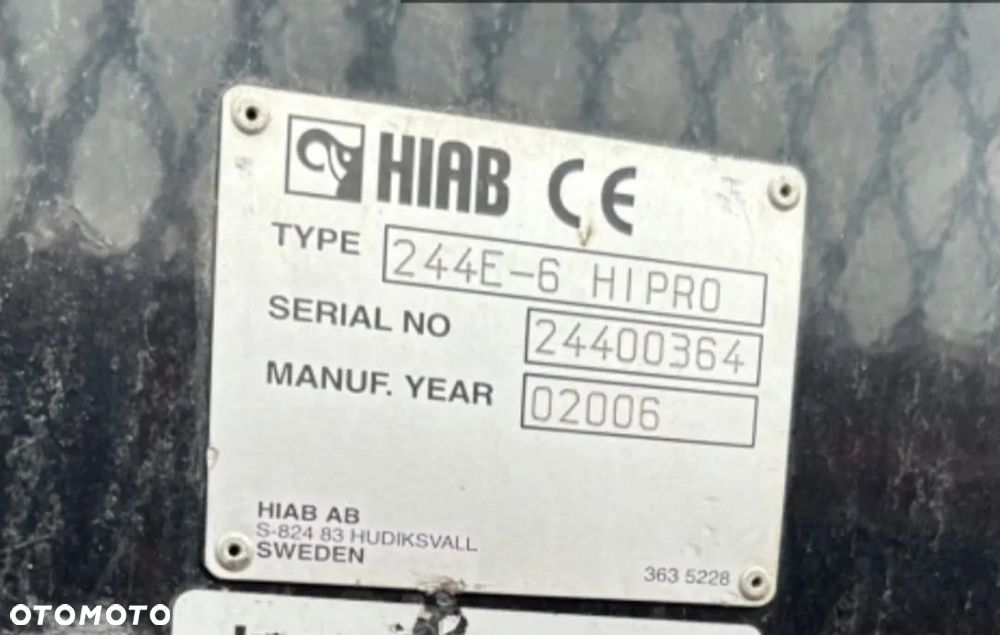 HIAB CE
TYPE 244E-6 HIPRO
SERIAL NO 24400364
MANUF. YEAR 02006
HIAB AB
S-824 83 HUDIKSVALL
SWEDEN
363 5228
OTOMOTO